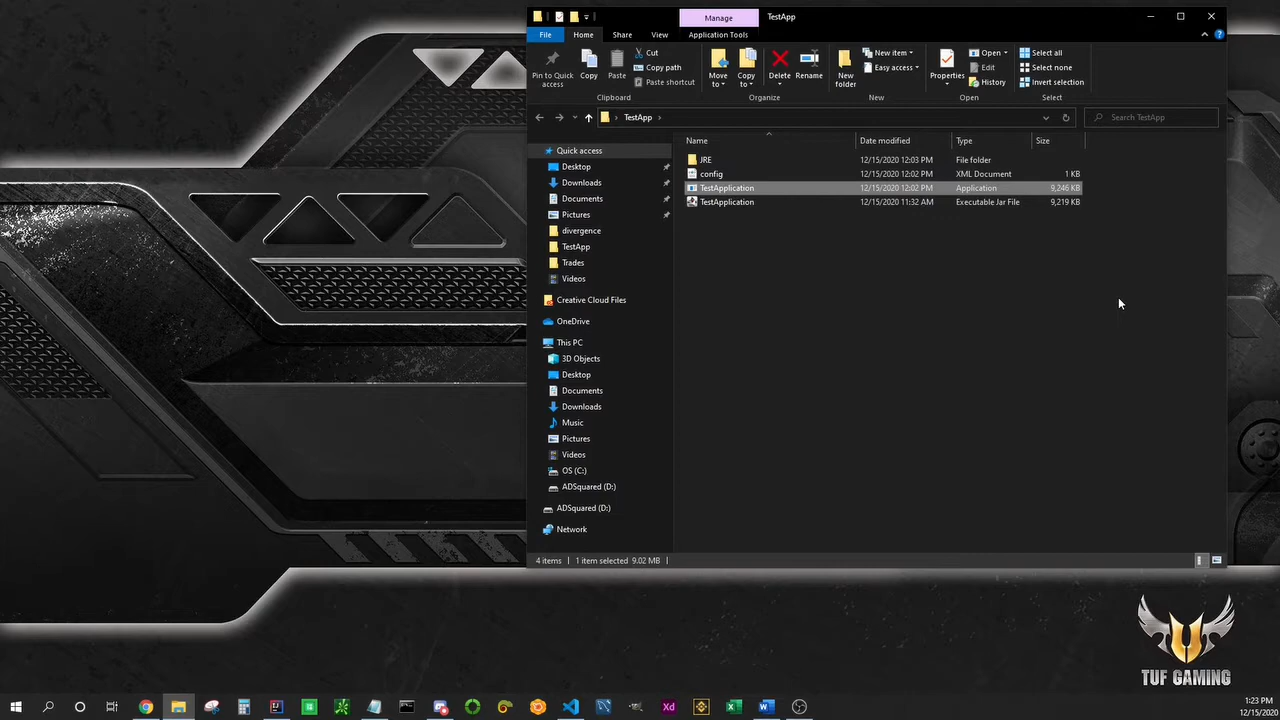 Manage
TestApp
File
Home
Share
View
Application Tools
Pin to Quick access
Copy
Paste
Cut
Copy path
Paste shortcut
Clipboard
Move to
Copy to
Delete
Rename
Organize
New folder
New item
Easy access
New
Properties
Open
Edit
History
Open
Select all
Select none
Invert selection
Select
TestApp
Search TestApp
Name
Date modified
Type
Size
JRE 12/15/2020 12:03 PM File folder
config 12/15/2020 12:02 PM XML Document 1 KB
TestApplication 12/15/2020 12:02 PM Application 9,246 KB
TestApplication 12/15/2020 11:32 AM Executable Jar File 9,219 KB
Quick access
Desktop
Downloads
Documents
Pictures
divergence
TestApp
Trades
Videos
Creative Cloud Files
OneDrive
This PC
3D Objects
Desktop
Documents
Downloads
Music
Pictures
Videos
OS (C:)
ADSquared (D:)
ADSquared (D:)
Network
4 items
1 item selected 9.02 MB
TUF GAMING
Xd
1:23 PM
12/15/2020